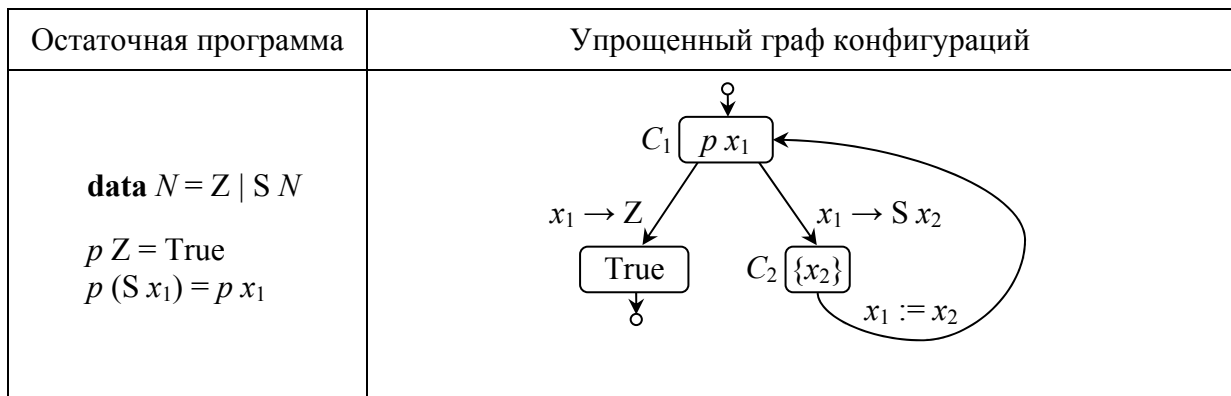 Остаточная программа
Упрощенный граф конфигураций
data N = Z | S N
p Z = True
p (S x₁) = p x₁
C₁ p x₁
x₁ → Z
x₁ → S x₂
True
C₂ {x₂}
x₁ := x₂